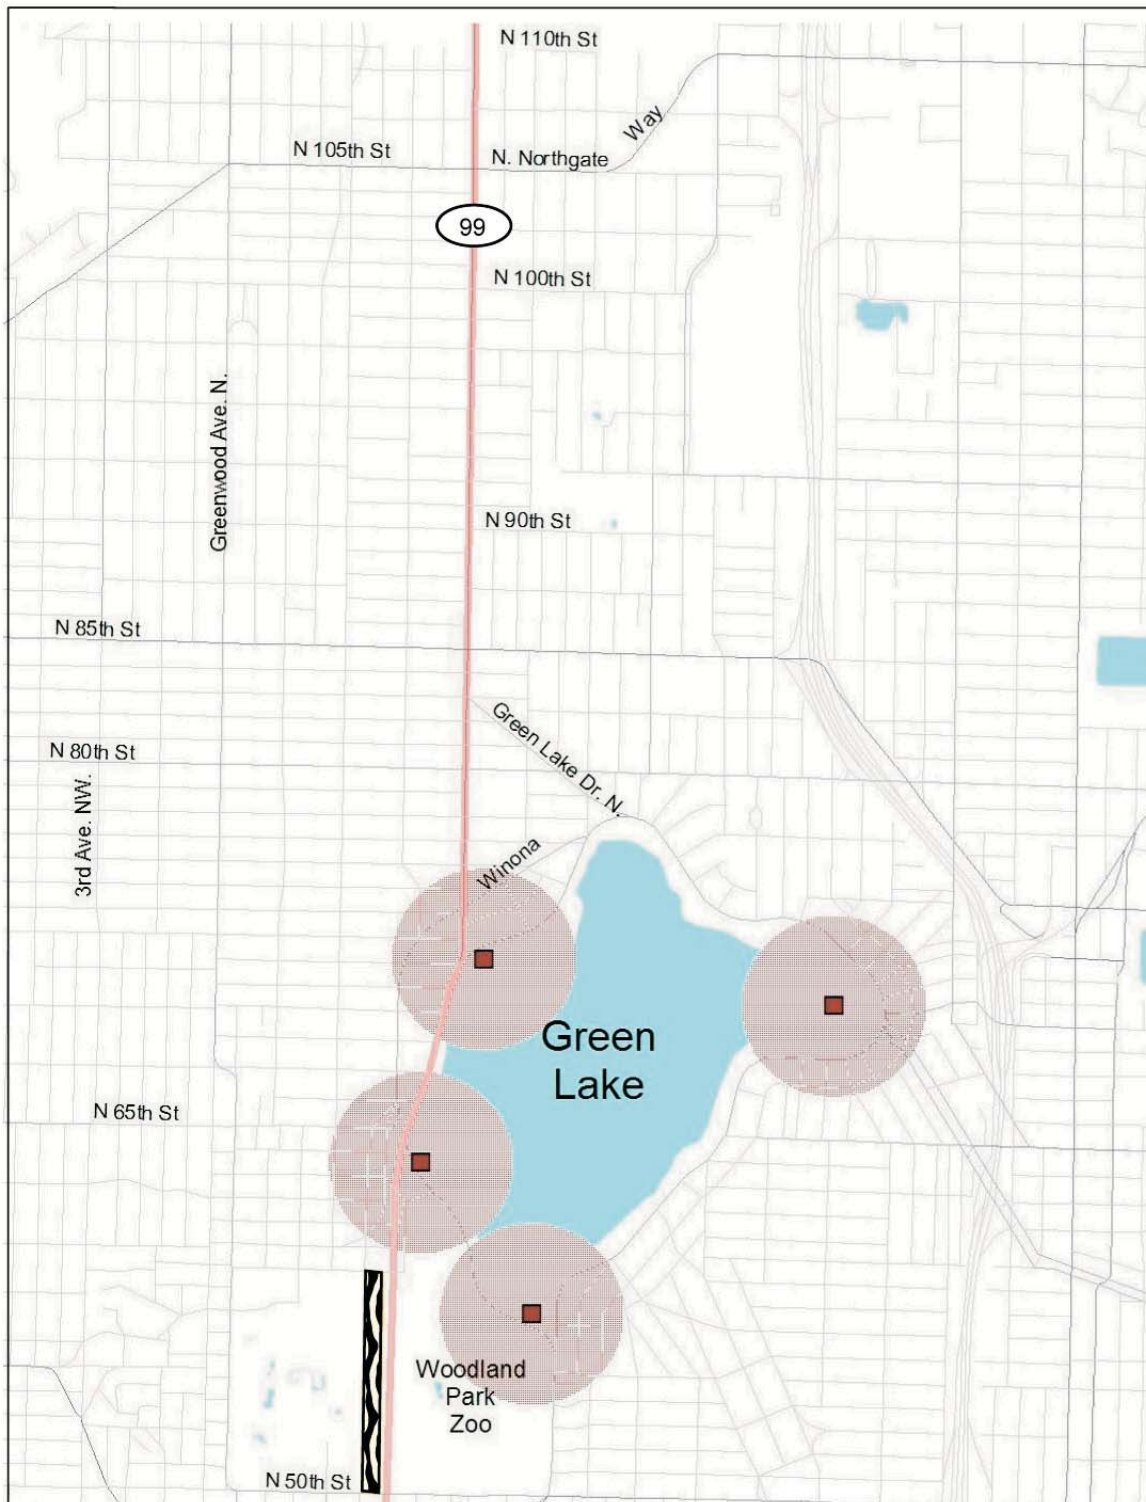 N 110th St
Way
N 105th St
N. Northgate
99
N 100th St
Greenwood Ave. N.
N 90th St
N 85th St
Green Lake Dr. N.
N 80th St
3rd Ave. NW.
Winona
Green
Lake
N 65th St
Woodland
Park
Zoo
N 50th St